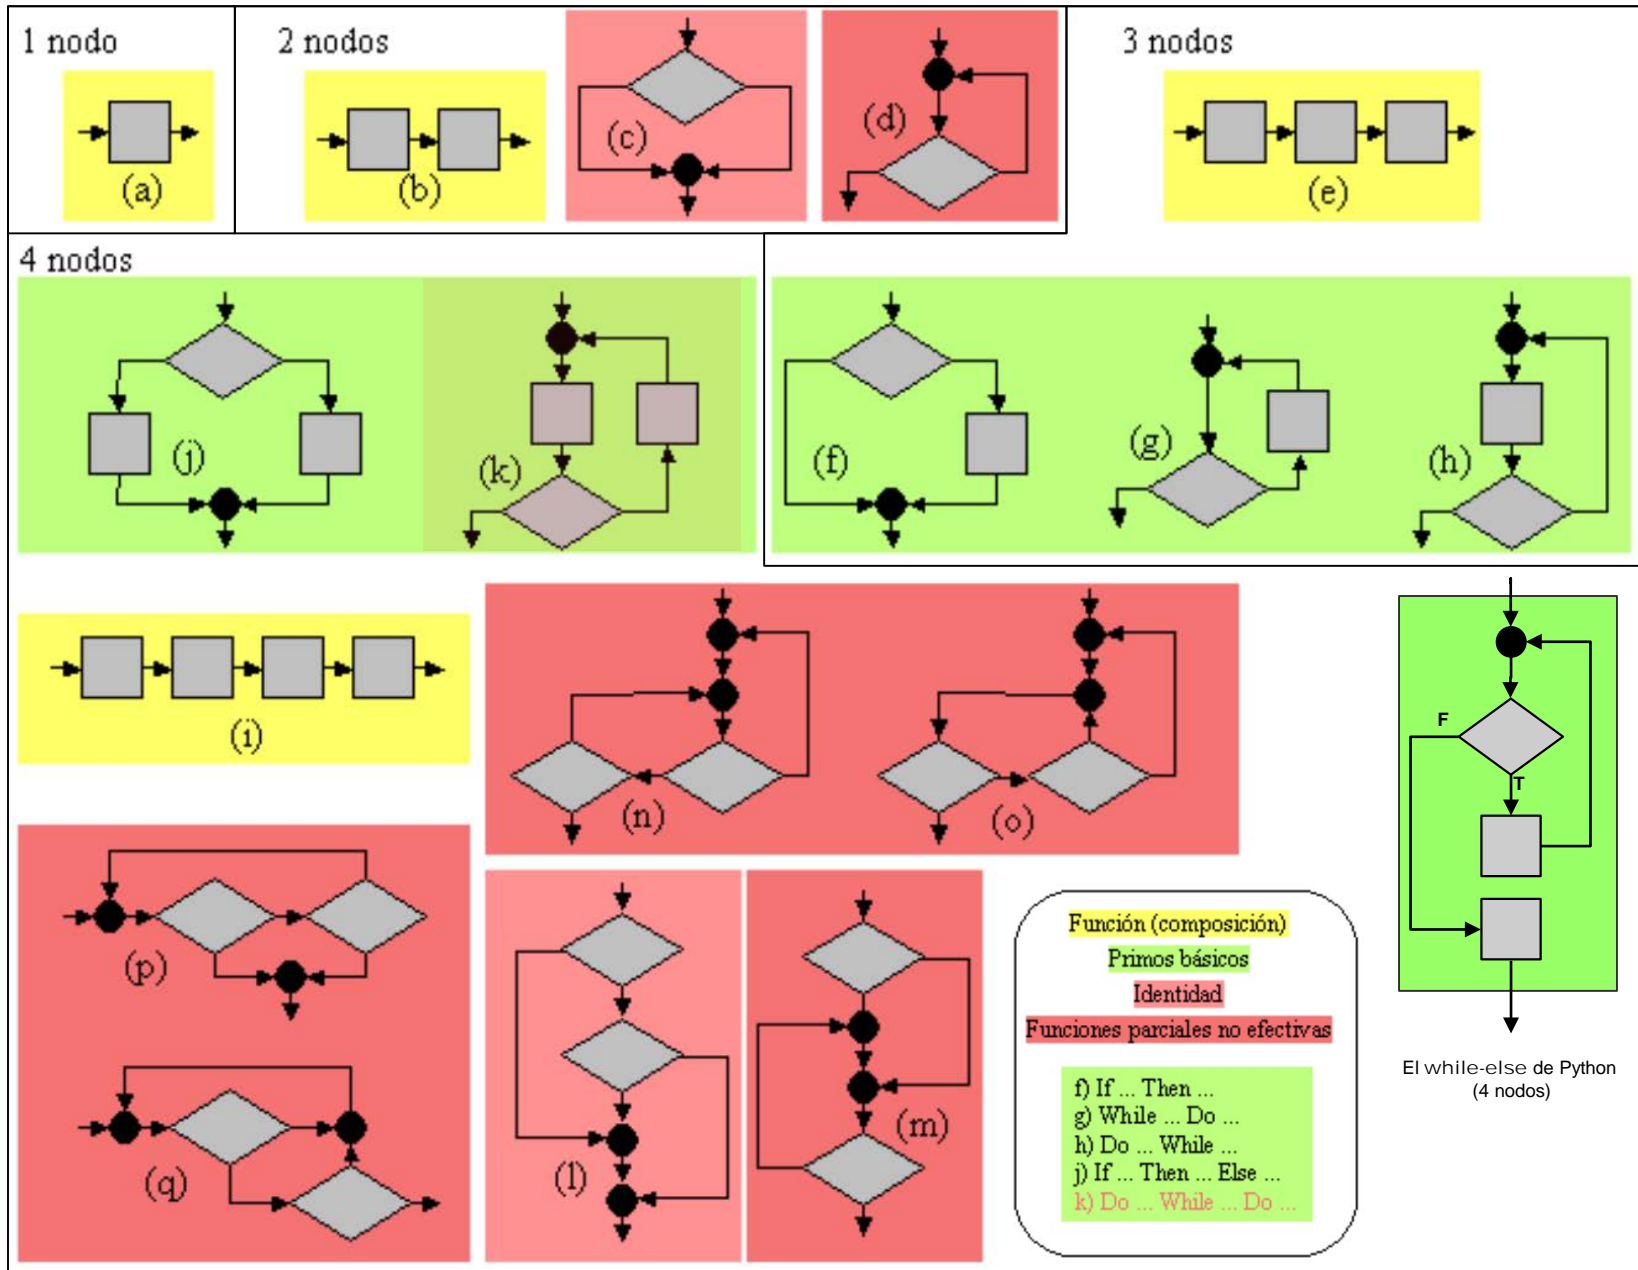 1 nodo
2 nodos
3 nodos
(a)
(b)
(c)
(d)
(e)
4 nodos
(j)
(k)
(f)
(g)
(h)
(i)
(n)
(o)
F
T
(p)
(q)
(l)
(m)
Función (composición)
Primos básicos
Identidad
Funciones parciales no efectivas
f) If ... Then ...
g) While ... Do ...
h) Do ... While ...
j) If ... Then ... Else ...
k) Do ... While ... Do ...
El while-else de Python
(4 nodos)